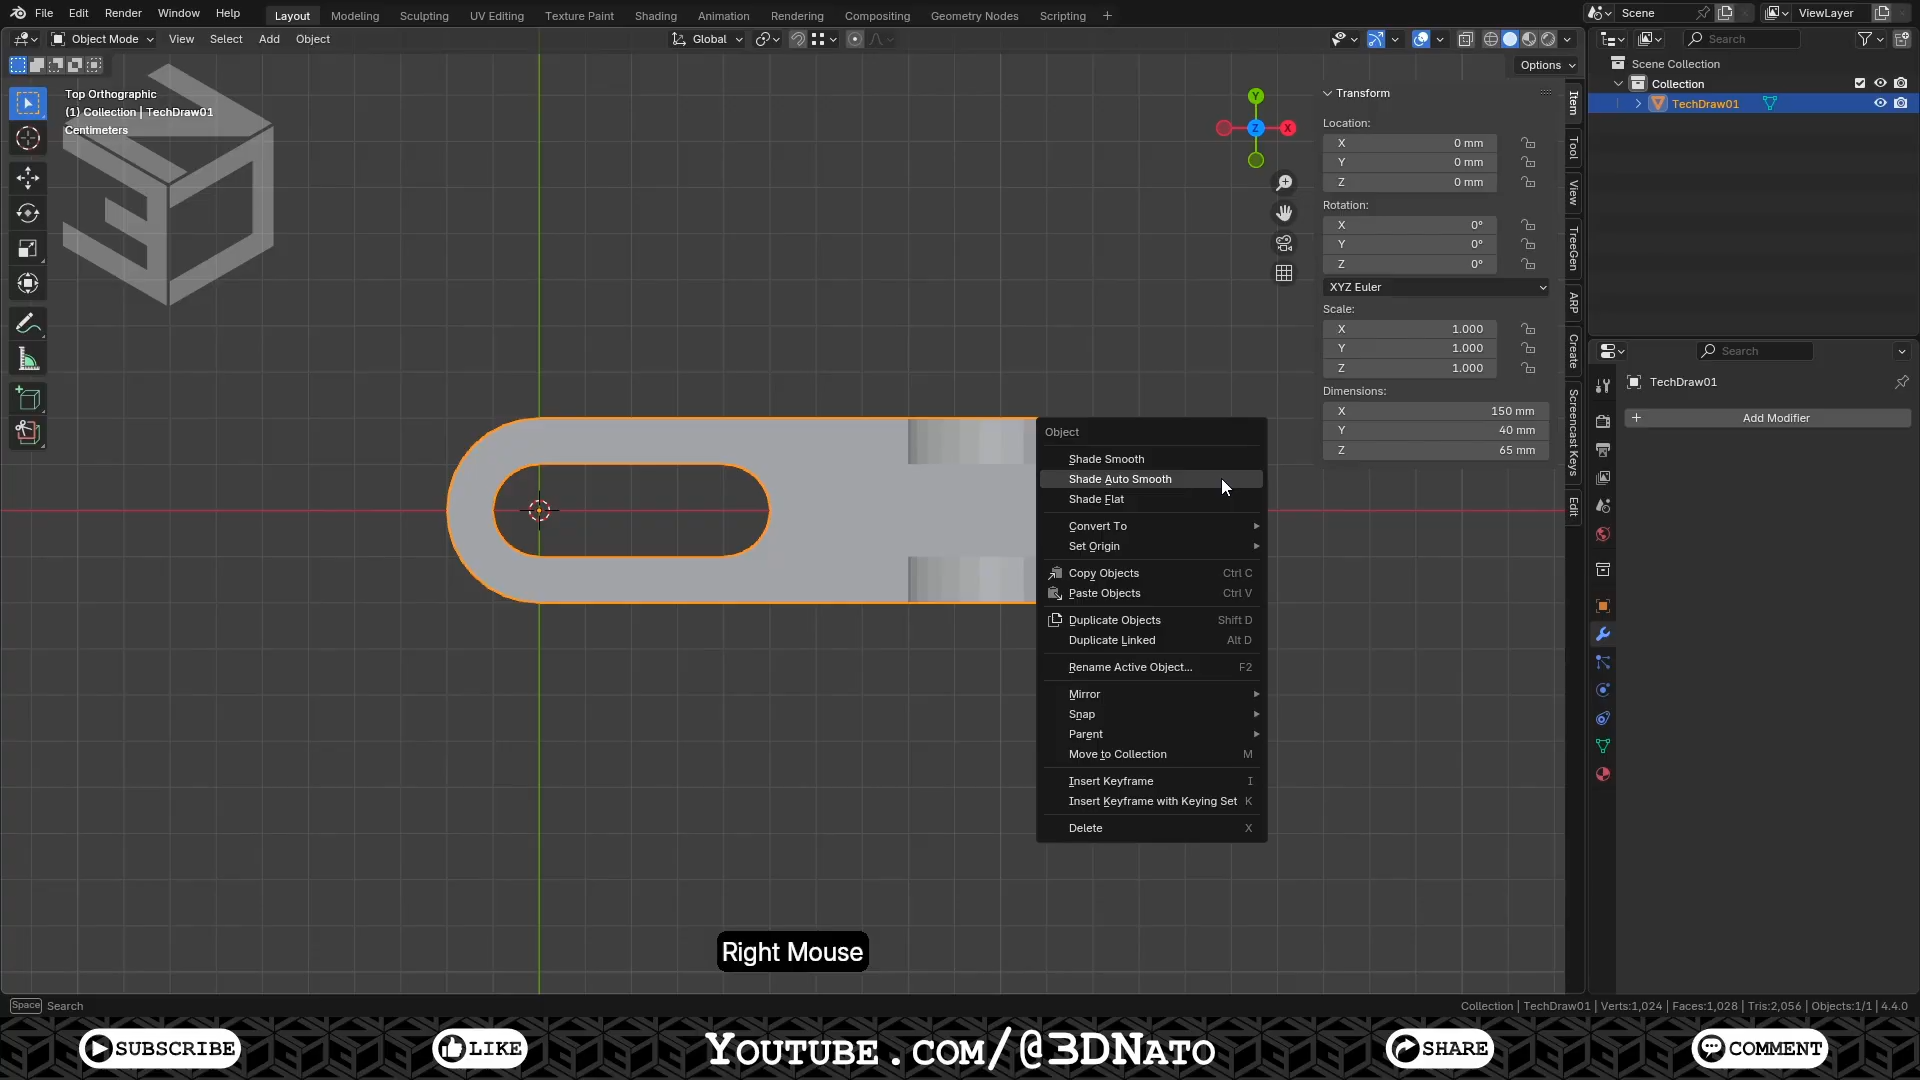 File Edit Render Window Help
Layout Modeling Sculpting UV Editing Texture Paint Shading Animation Rendering Compositing Geometry Nodes Scripting +
Scene
ViewLayer
Object Mode View Select Add Object
Global
Search
Options
Top Orthographic
(1) Collection | TechDraw01
Centimeters
Y
Z
X
Transform
Location:
X 0 mm
Y 0 mm
Z 0 mm
Rotation:
X 0°
Y 0°
Z 0°
XYZ Euler
Scale:
X 1.000
Y 1.000
Z 1.000
Dimensions:
X 150 mm
Y 40 mm
Z 65 mm
Item
Tool
View
TreeGen
ARP
Create
Screencast Keys
Edit
Scene Collection
Collection
TechDraw01
Search
TechDraw01
+ Add Modifier
Object
Shade Smooth
Shade Auto Smooth
Shade Flat
Convert To
Set Origin
Copy Objects Ctrl C
Paste Objects Ctrl V
Duplicate Objects Shift D
Duplicate Linked Alt D
Rename Active Object... F2
Mirror
Snap
Parent
Move to Collection M
Insert Keyframe I
Insert Keyframe with Keying Set K
Delete X
Right Mouse
Space Search
Collection | TechDraw01 | Verts:1,024 | Faces:1,028 | Tris:2,056 | Objects:1/1 | 4.4.0
SUBSCRIBE
LIKE
Youtube.com/@3DNato
SHARE
COMMENT